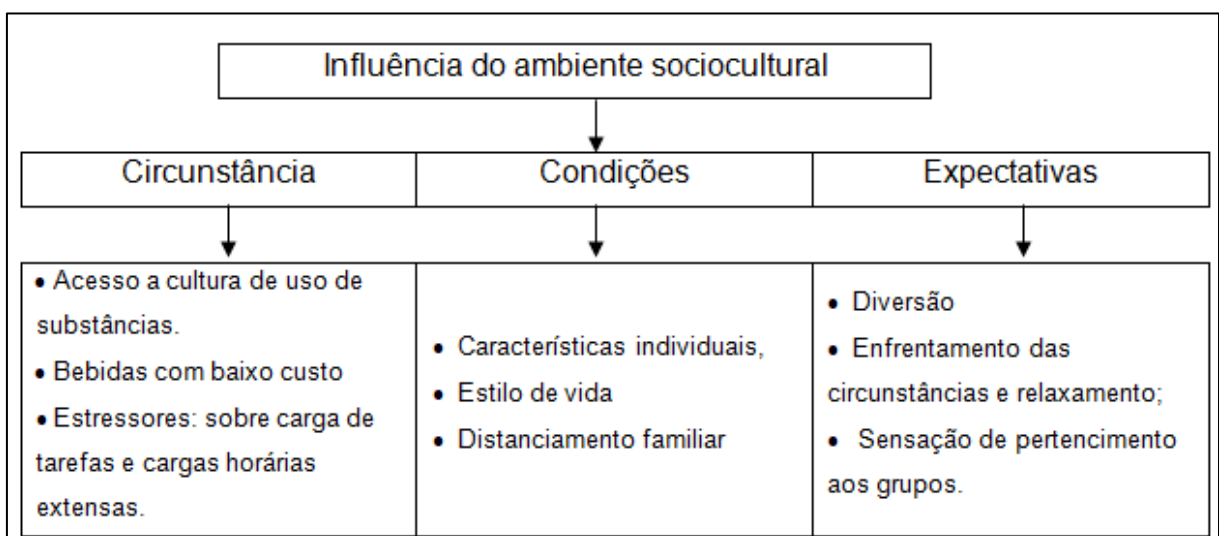 Influência do ambiente sociocultural
Circunstância
Condições
Expectativas
• Acesso a cultura de uso de
substâncias.
• Bebidas com baixo custo
• Estressores: sobre carga de
tarefas e cargas horárias
extensas.
• Características individuais,
• Estilo de vida
• Distanciamento familiar
• Diversão
• Enfrentamento das
circunstâncias e relaxamento;
• Sensação de pertencimento
aos grupos.